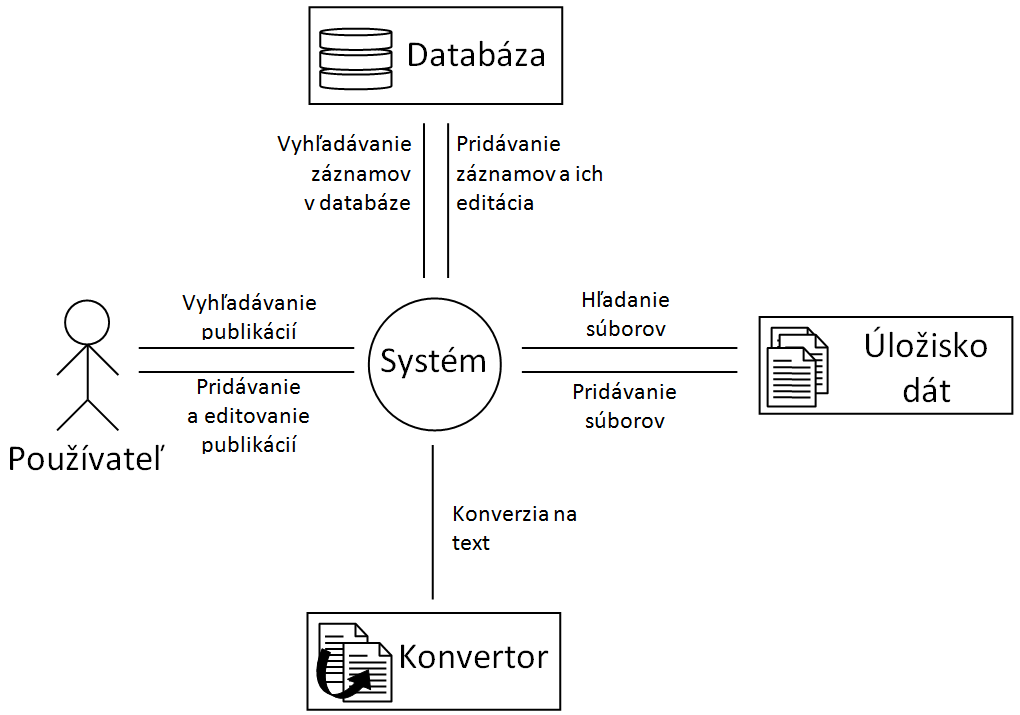 Databáza
Vyhľadávanie
záznamov
v databáze
Pridávanie
záznamov a ich
editácia
Vyhľadávanie
publikácií
Pridávanie
a editovanie
publikácií
Používateľ
Systém
Hľadanie
súborov
Pridávanie
súborov
Úložisko
dát
Konverzia na
text
Konvertor